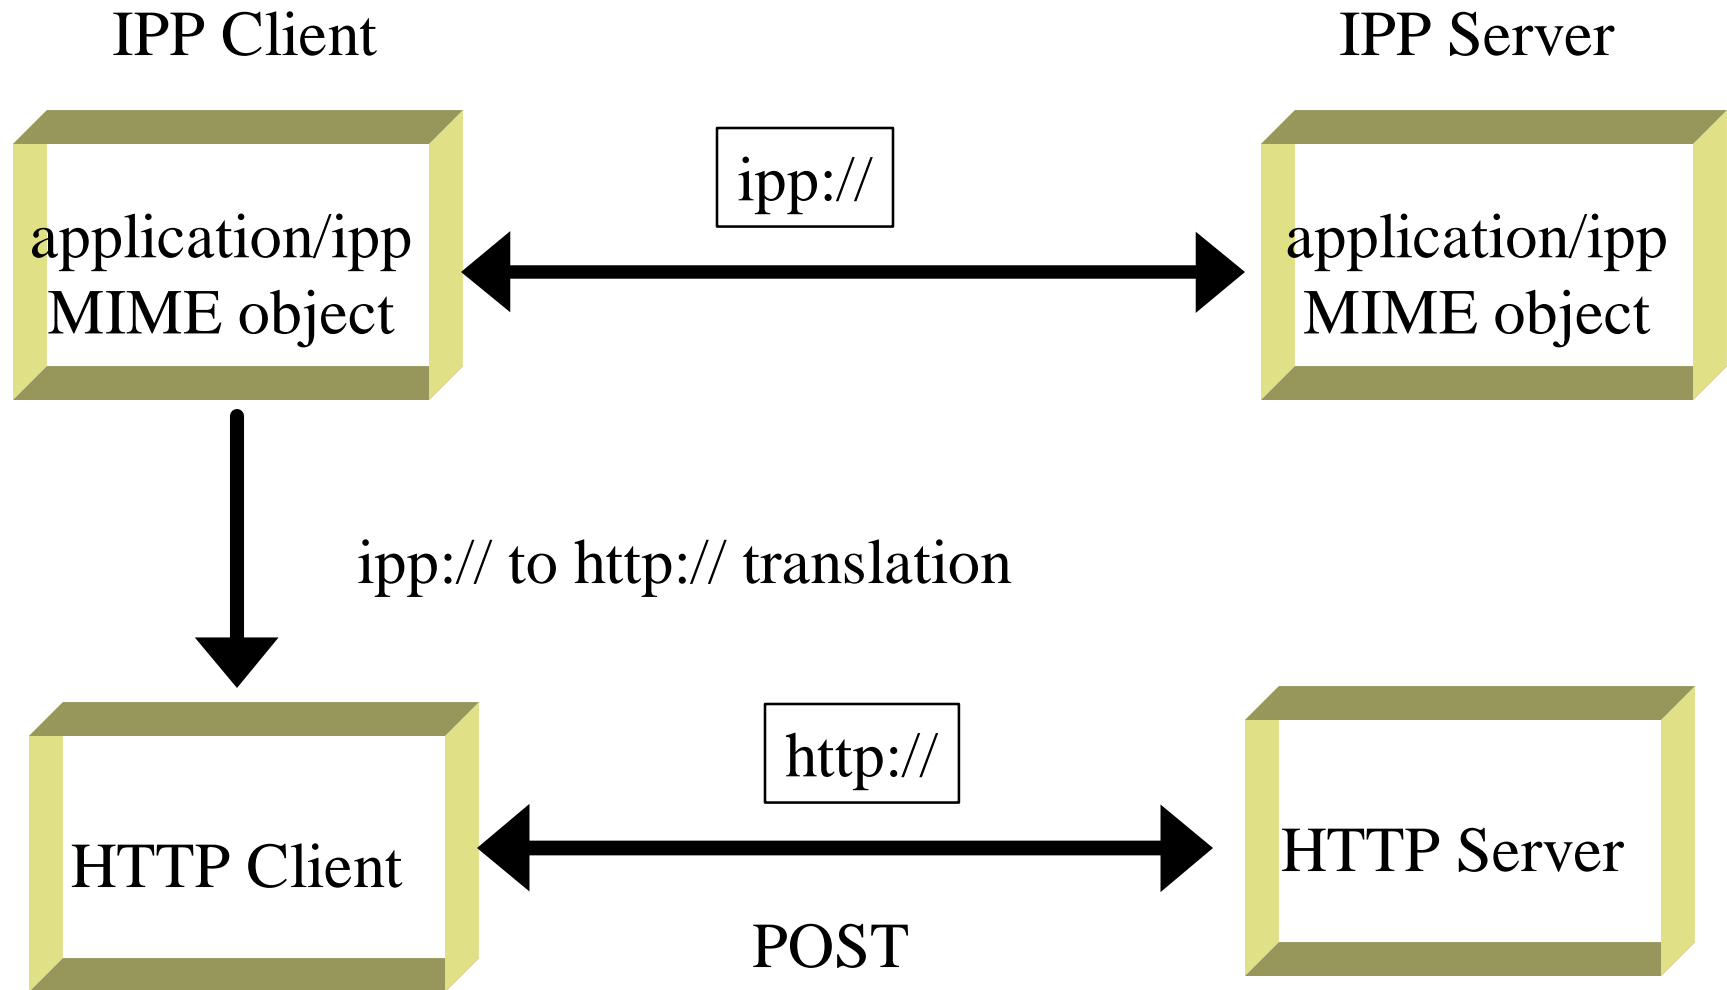 IPP Client
IPP Server
ipp://
application/ipp
MIME object
application/ipp
MIME object
ipp:// to http:// translation
http://
HTTP Client
HTTP Server
POST